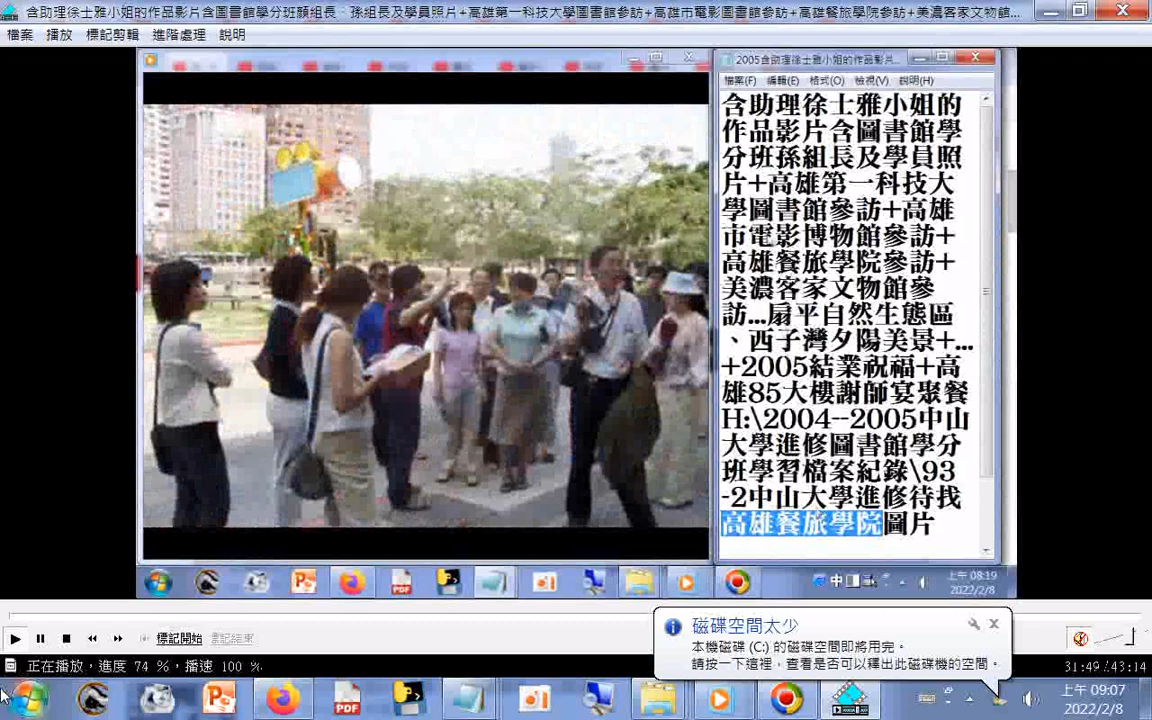 徐士雅小姐的作品影片含圖書館學分班顏組長、孫組長及學員照片+高雄第一科技大學圖書館參訪+高雄市電影圖書館參訪+高雄餐旅學院參訪+美濃客家文物館...
檔案 播放 標記剪輯 進階處理 說明
2005含助理徐士雅小姐的作品影片...
檔案(F) 編輯(E) 格式(O) 檢視(V) 說明(H)
含助理徐士雅小姐的
作品影片含圖書館學
分班孫組長及學員照
片+高雄第一科技大
學圖書館參訪+高雄
市電影博物館參訪+
高雄餐旅學院參訪+
美濃客家文物館參
訪...扇平自然生態區
、西子灣夕陽美景+...
+2005結業祝福+高
雄85大樓謝師宴聚餐
H:\2004--2005中山
大學進修圖書館學分
班學習檔案紀錄\93
-2中山大學進修待找
高雄餐旅學院圖片
中
上午 08:19
2022/2/8
標記開始 標記結束
磁碟空間太少
本機磁碟 (C:) 的磁碟空間即將用完。
請按一下這裡，查看是否可以釋出此磁碟機的空間。
正在播放，進度 74 %，播速 100 %.
31:49/43:14
上午 09:07
2022/2/8